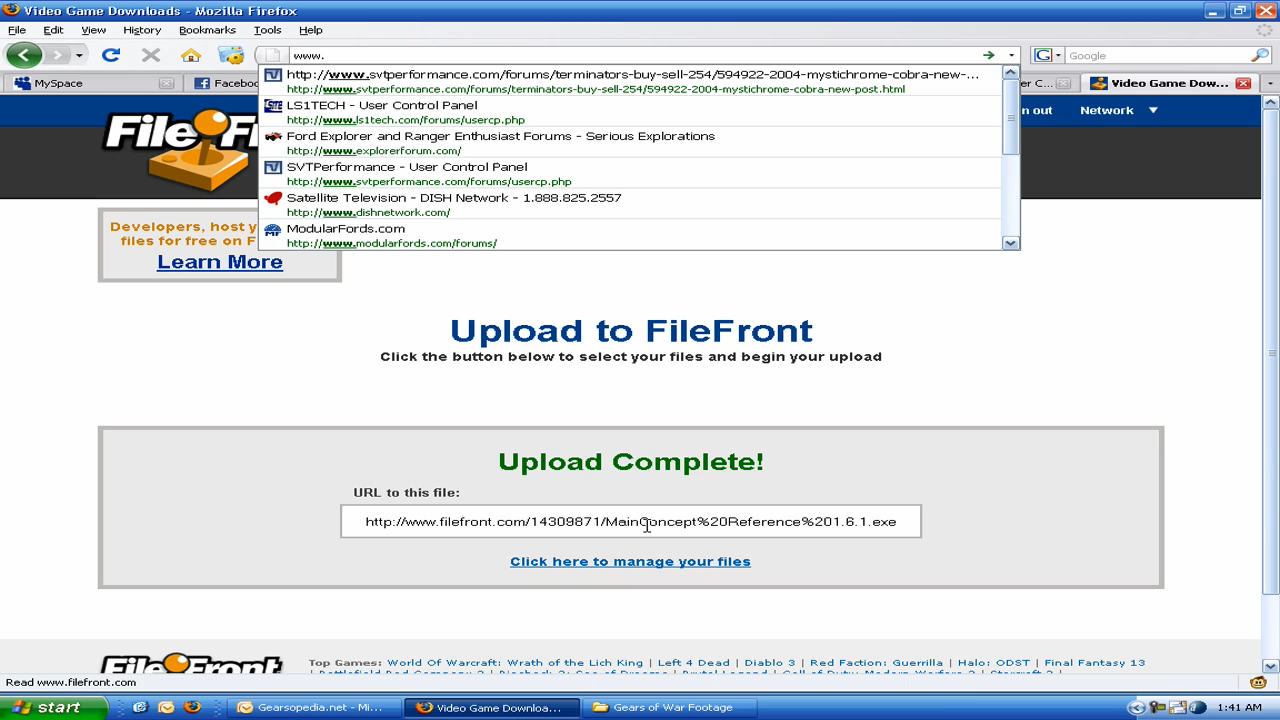 Video Game Downloads - Mozilla Firefox
File Edit View History Bookmarks Tools Help
www.
Google
MySpace
Facebo
er C...
Video Game Dow...
http://www.svtperformance.com/forums/terminators-buy-sell-254/594922-2004-mystichrome-cobra-new-...
http://www.svtperformance.com/forums/terminators-buy-sell-254/594922-2004-mystichrome-cobra-new-post.html
LS1TECH - User Control Panel
http://www.ls1tech.com/forums/usercp.php
Ford Explorer and Ranger Enthusiast Forums - Serious Explorations
http://www.explorerforum.com/
SVTPerformance - User Control Panel
http://www.svtperformance.com/forums/usercp.php
Satellite Television - DISH Network - 1.888.825.2557
http://www.dishnetwork.com/
ModularFords.com
http://www.modularfords.com/forums/
FileF
n out
Network
Developers, host y
files for free on F
Learn More
Upload to FileFront
Click the button below to select your files and begin your upload
Upload Complete!
URL to this file:
http://www.filefront.com/14309871/MainConcept%20Reference%201.6.1.exe
Click here to manage your files
FileFront
Top Games: World Of Warcraft: Wrath of the Lich King | Left 4 Dead | Diablo 3 | Red Faction: Guerrilla | Halo: ODST | Final Fantasy 13
Read www.filefront.com
start
Gearsopedia.net - Mi...
Video Game Downloa...
Gears of War Footage
1:41 AM